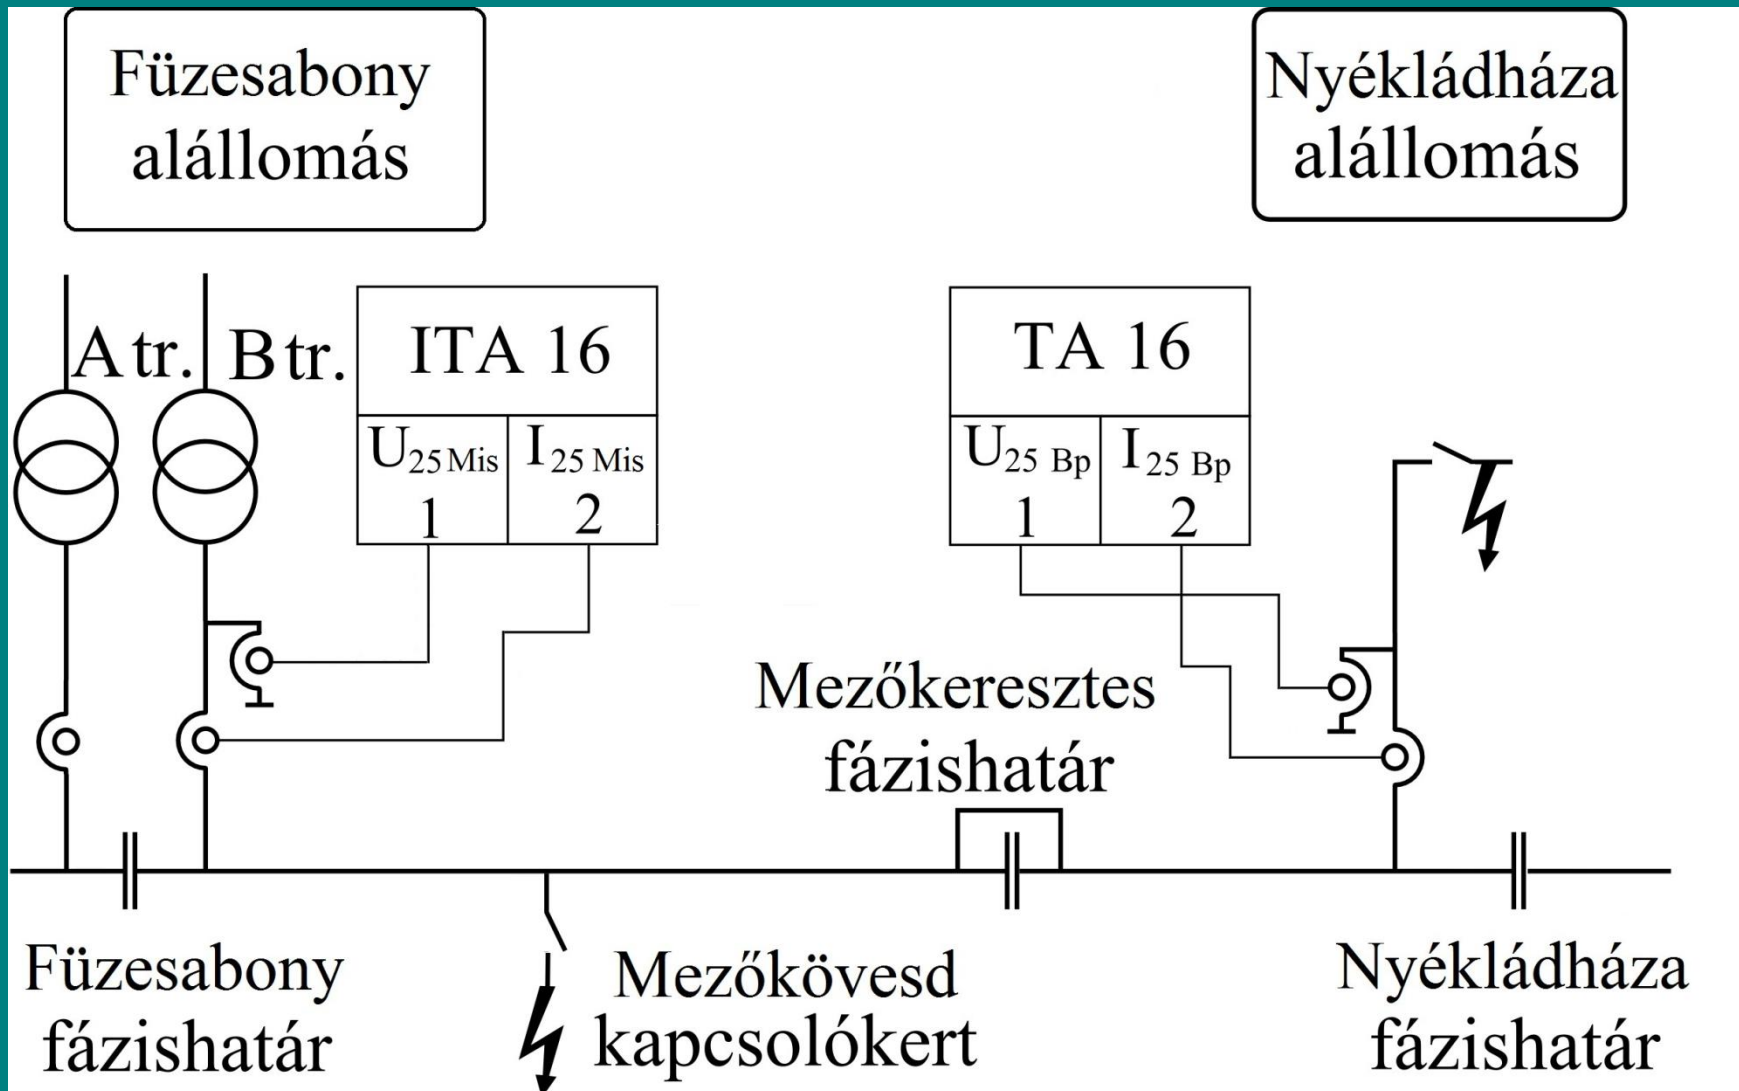 Füzesabony
alállomás
Nyékládháza
alállomás
A tr.
B tr.
ITA 16
U25 Mis
I25 Mis
1
2
TA 16
U25 Bp
I25 Bp
1
2
Mezőkeresztes
fázishatár
Füzesabony
fázishatár
Mezőkövesd
kapcsolókert
Nyékládháza
fázishatár